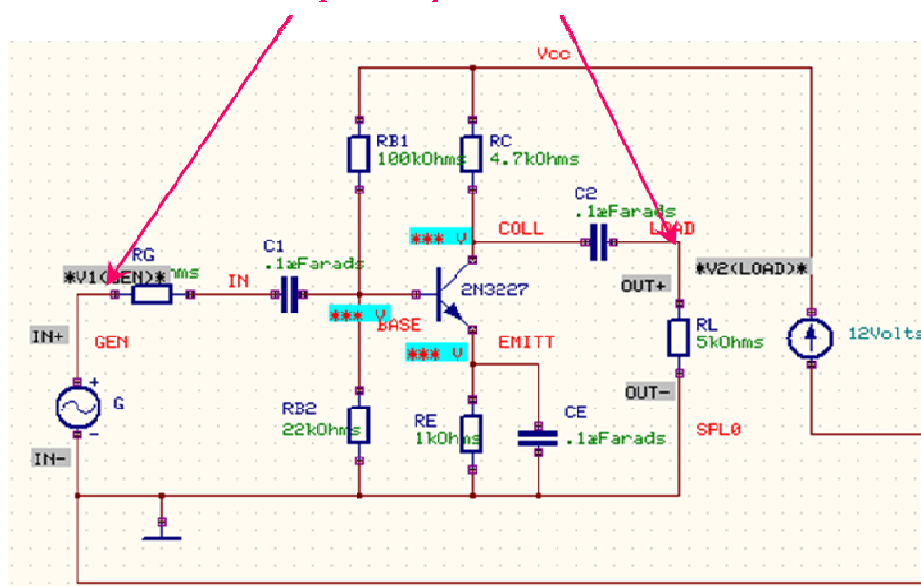 Vcc
RB1
100kOhms
RC
4.7kOhms
C2
.1æFarads
COLL
LOAD
*** V
RG
C1
.1æFarads
*V1(GEN)*
IN
*V2(LOAD)*
2N3227
OUT+
*** V
BASE
IN+
GEN
EMITT
RL
5kOhms
12Volts
*** V
G
OUT-
RB2
22kOhms
RE
1kOhms
CE
.1æFarads
SPL0
IN-